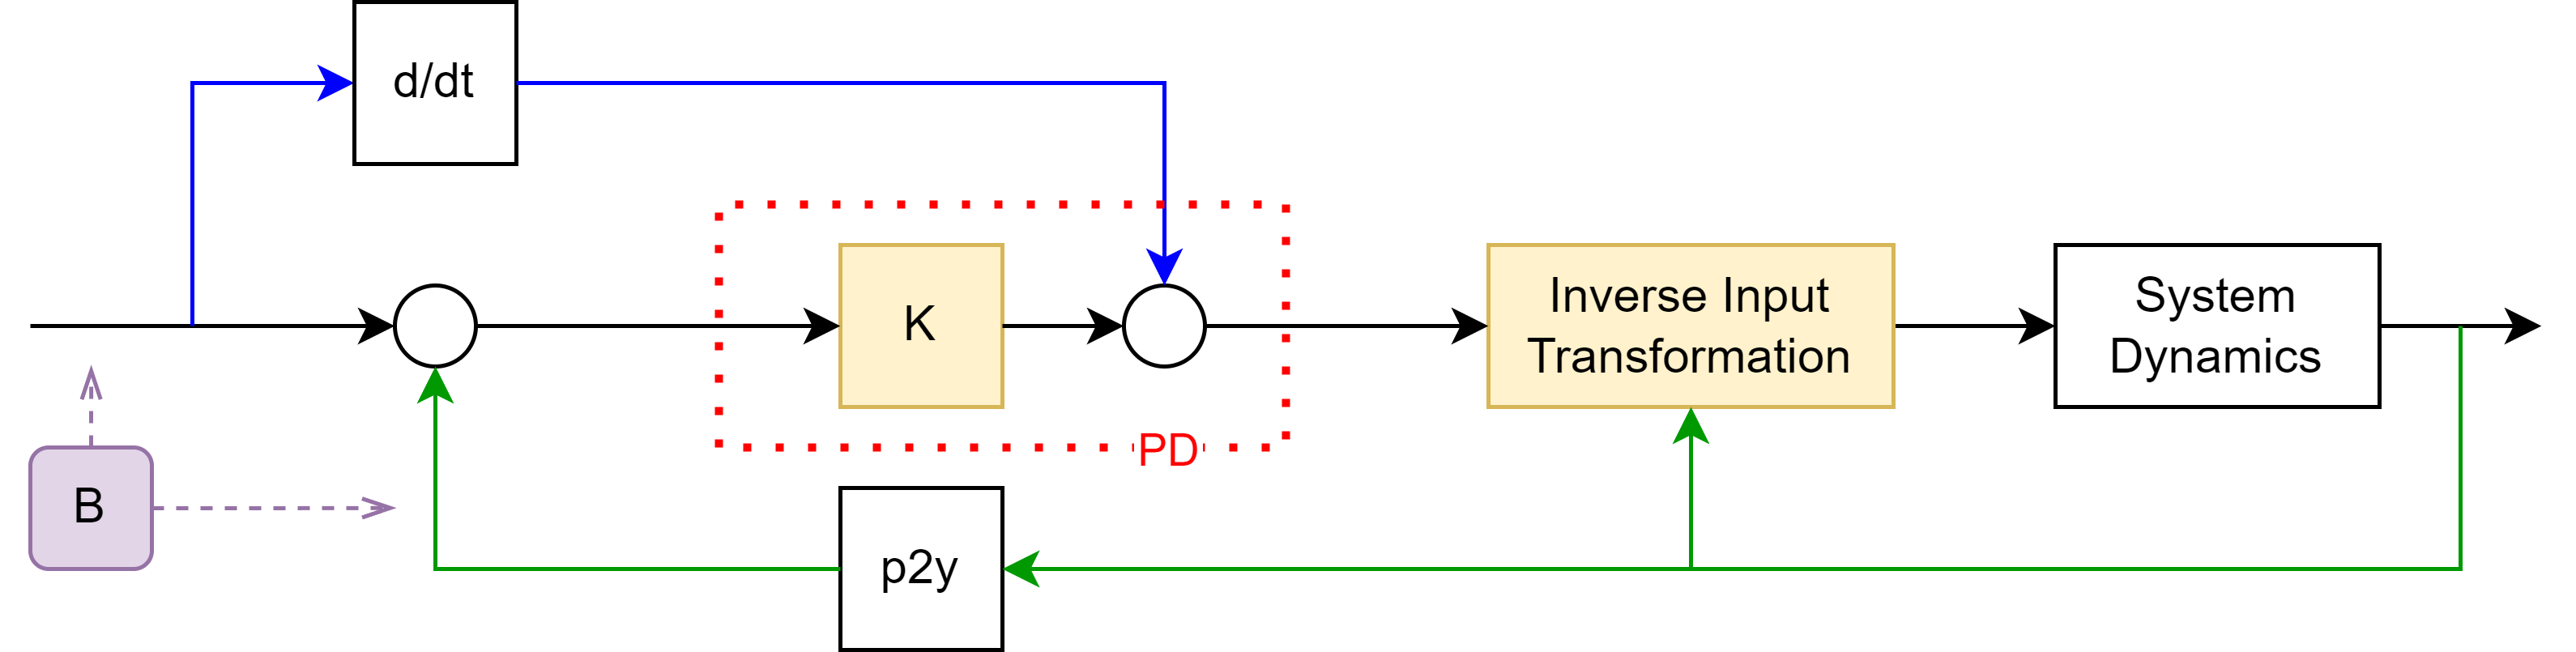 d/dt
K
Inverse Input
Transformation
System
Dynamics
PD
B
p2y